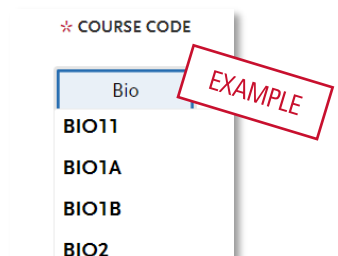 * COURSE CODE
Bio
EXAMPLE
BIO11
BIO1A
BIO1B
BIO2